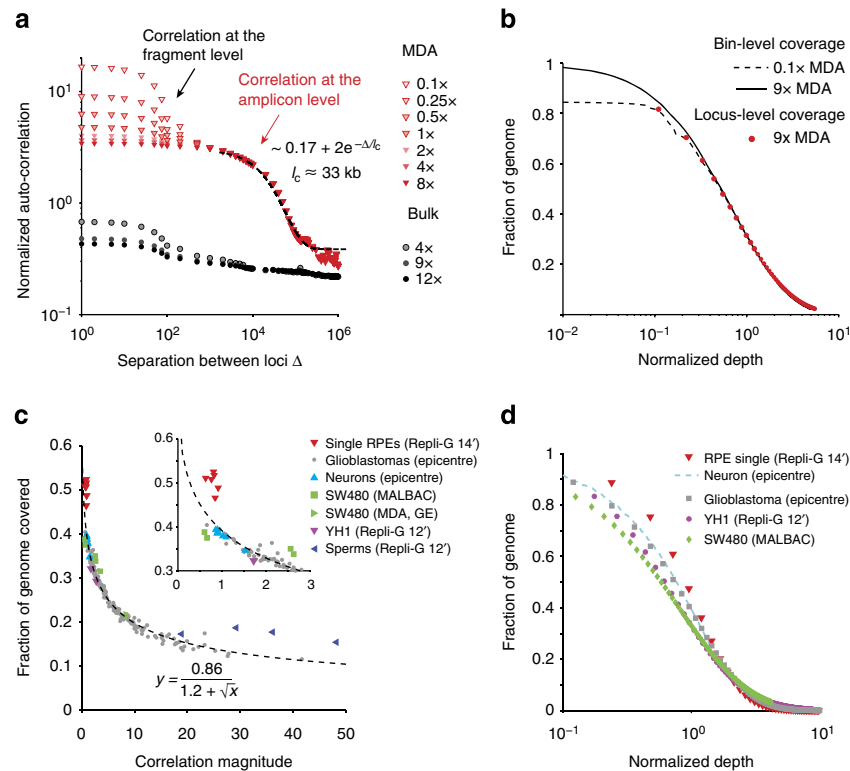 a
Correlation at the
fragment level
MDA
Correlation at the
amplicon level
~ 0.17 + 2e^{-Δ/l_c}
l_c ≈ 33 kb
0.1×
0.25×
0.5×
1×
2×
4×
8×
Bulk
4×
9×
12×
Normalized auto-correlation
10^1
10^0
10^{-1}
10^0
10^2
10^4
10^6
Separation between loci Δ
b
Bin-level coverage
0.1× MDA
9× MDA
Locus-level coverage
9x MDA
Fraction of genome
1
0.8
0.6
0.4
0.2
10^{-2}
10^{-1}
10^0
10^1
Normalized depth
c
Fraction of genome covered
0.6
0.5
0.4
0.3
0.2
0.1
0
0
10
20
30
40
50
Correlation magnitude
0.6
0.5
0.4
0.3
0
1
2
3
y = 0.86 / (1.2 + √x)
Single RPEs (Repli-G 14′)
Glioblastomas (epicentre)
Neurons (epicentre)
SW480 (MALBAC)
SW480 (MDA, GE)
YH1 (Repli-G 12′)
Sperms (Repli-G 12′)
d
RPE single (Repli-G 14′)
Neuron (epicentre)
Glioblastoma (epicentre)
YH1 (Repli-G 12′)
SW480 (MALBAC)
Fraction of genome
1
0.8
0.6
0.4
0.2
0
10^{-1}
10^0
10^1
Normalized depth